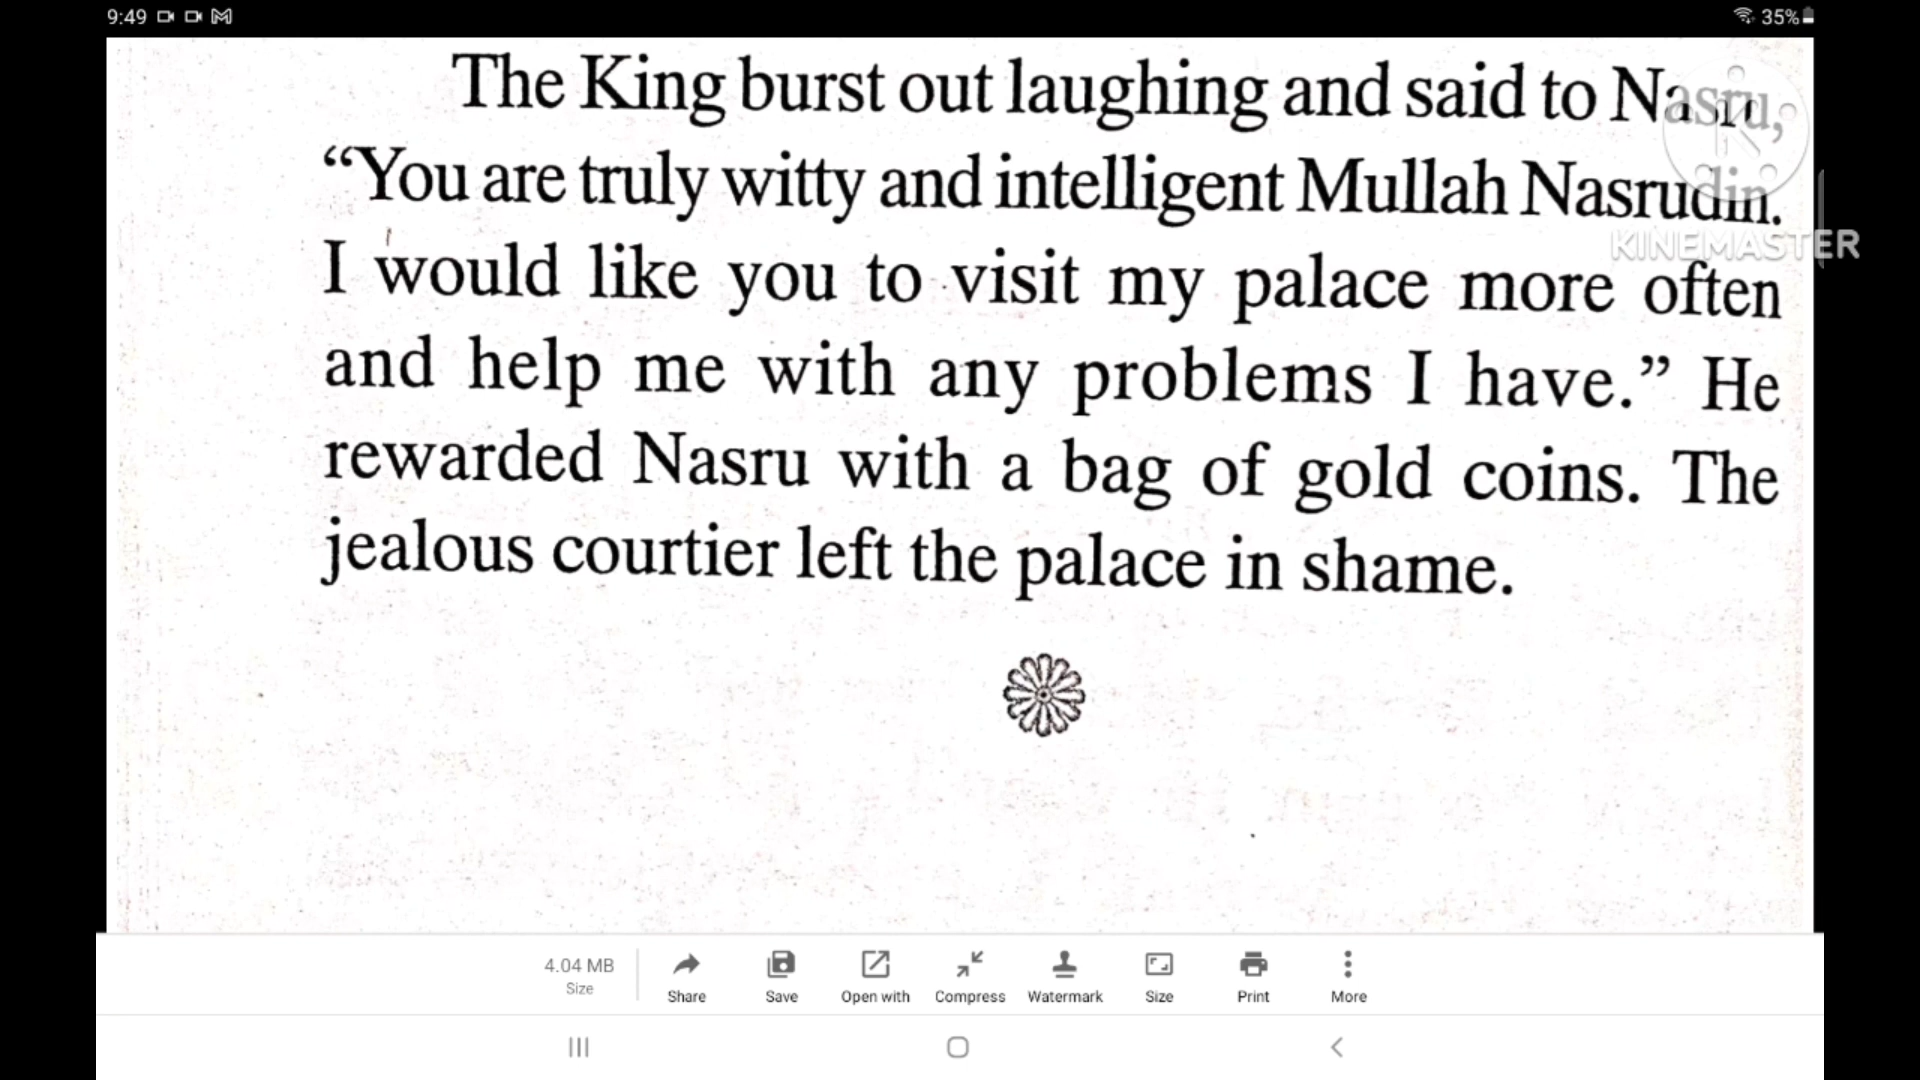 9:49
35%
The King burst out laughing and said to Nasru,
“You are truly witty and intelligent Mullah Nasrudin.
KINEMASTER
I would like you to visit my palace more often
and help me with any problems I have.” He
rewarded Nasru with a bag of gold coins. The
jealous courtier left the palace in shame.
4.04 MB
Size
Share
Save
Open with
Compress
Watermark
Size
Print
More